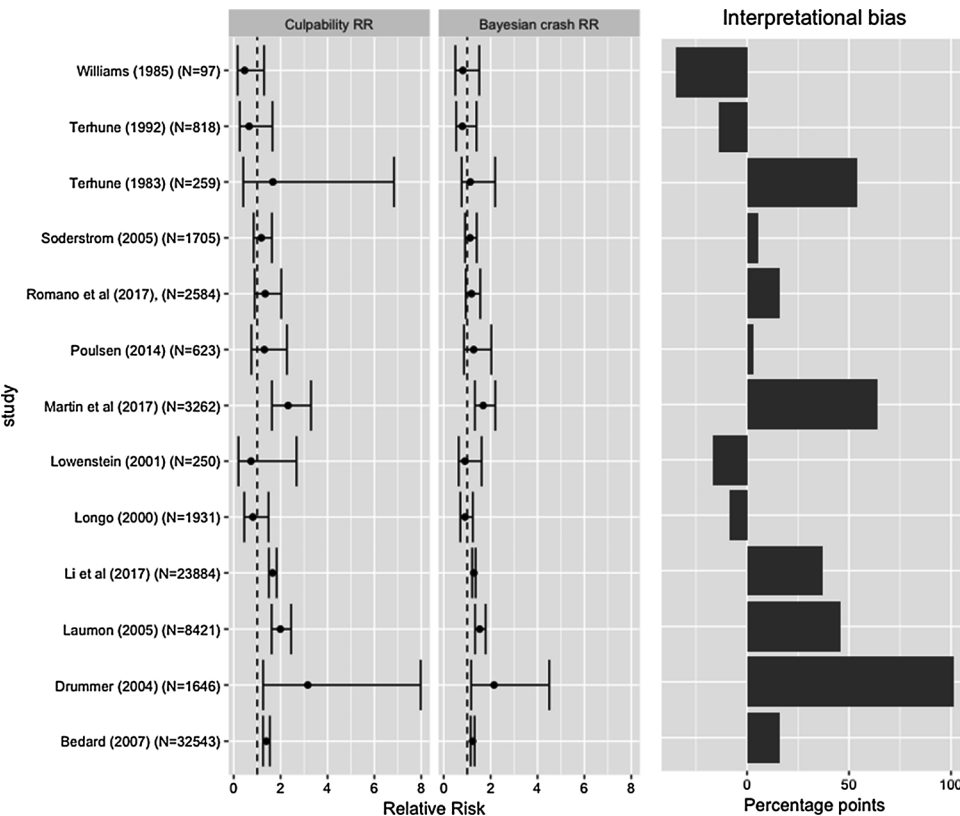 Culpability RR
Bayesian crash RR
Interpretational bias
study
Williams (1985) (N=97)
Terhune (1992) (N=818)
Terhune (1983) (N=259)
Soderstrom (2005) (N=1705)
Romano et al (2017), (N=2584)
Poulsen (2014) (N=623)
Martin et al (2017) (N=3262)
Lowenstein (2001) (N=250)
Longo (2000) (N=1931)
Li et al (2017) (N=23884)
Laumon (2005) (N=8421)
Drummer (2004) (N=1646)
Bedard (2007) (N=32543)
0 2 4 6 8
0 2 4 6 8
0 50 100
Relative Risk
Percentage points